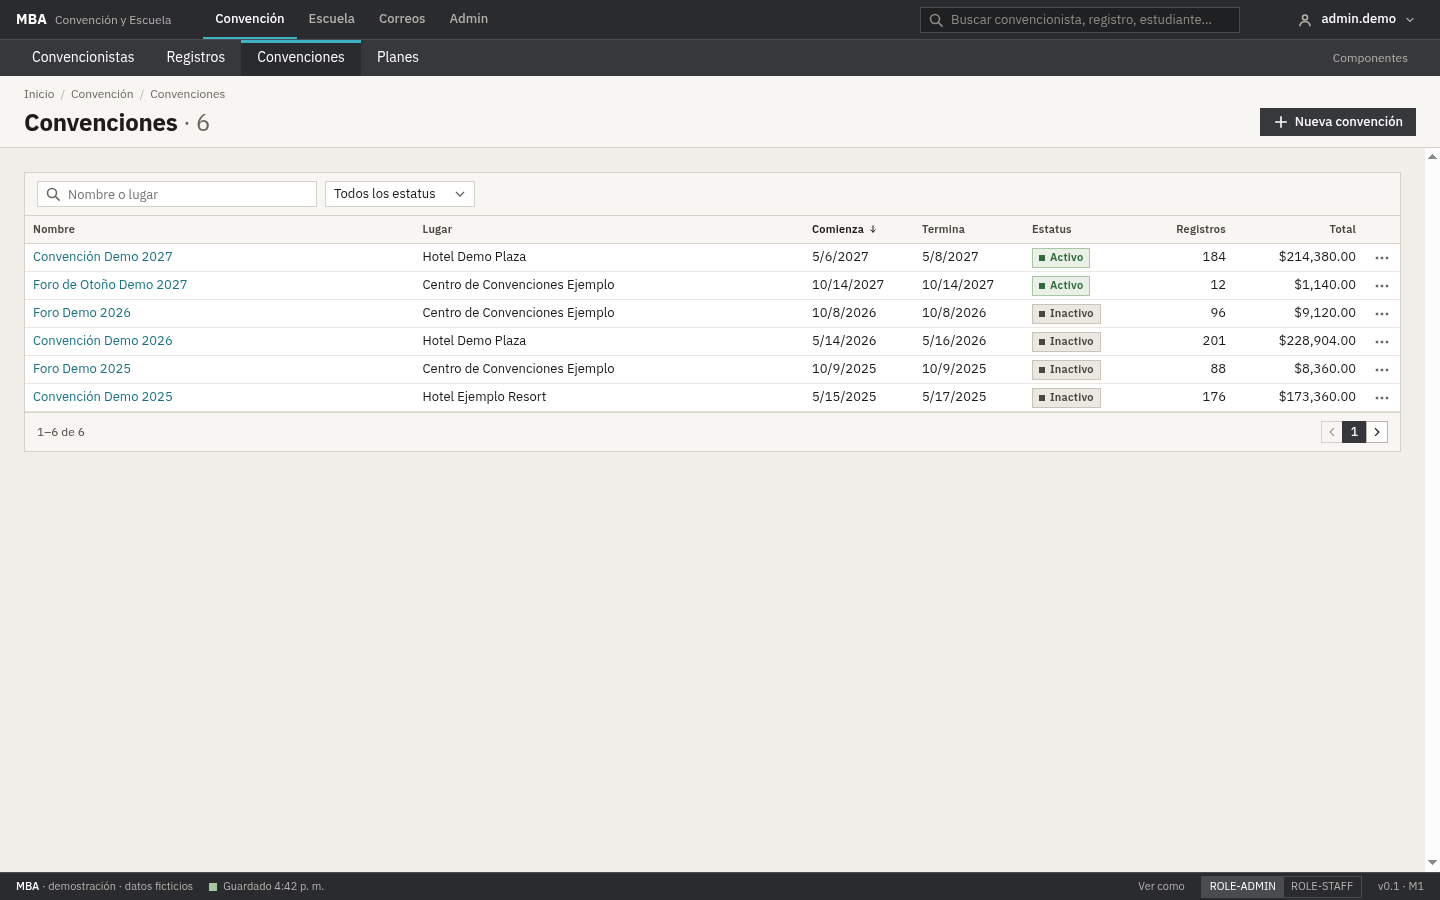 MBA Convención y Escuela Convención Escuela Correos Admin Buscar convencionista, registro, estudiante... admin.demo
Convencionistas Registros Convenciones Planes Componentes
Inicio / Convención / Convenciones
Convenciones · 6 Nueva convención
Nombre o lugar Todos los estatus
Nombre Lugar Comienza ↓ Termina Estatus Registros Total
Convención Demo 2027 Hotel Demo Plaza 5/6/2027 5/8/2027 Activo 184 $214,380.00
Foro de Otoño Demo 2027 Centro de Convenciones Ejemplo 10/14/2027 10/14/2027 Activo 12 $1,140.00
Foro Demo 2026 Centro de Convenciones Ejemplo 10/8/2026 10/8/2026 Inactivo 96 $9,120.00
Convención Demo 2026 Hotel Demo Plaza 5/14/2026 5/16/2026 Inactivo 201 $228,904.00
Foro Demo 2025 Centro de Convenciones Ejemplo 10/9/2025 10/9/2025 Inactivo 88 $8,360.00
Convención Demo 2025 Hotel Ejemplo Resort 5/15/2025 5/17/2025 Inactivo 176 $173,360.00
1–6 de 6 1
MBA · demostración · datos ficticios Guardado 4:42 p. m. Ver como ROLE-ADMIN ROLE-STAFF v0.1 · M1